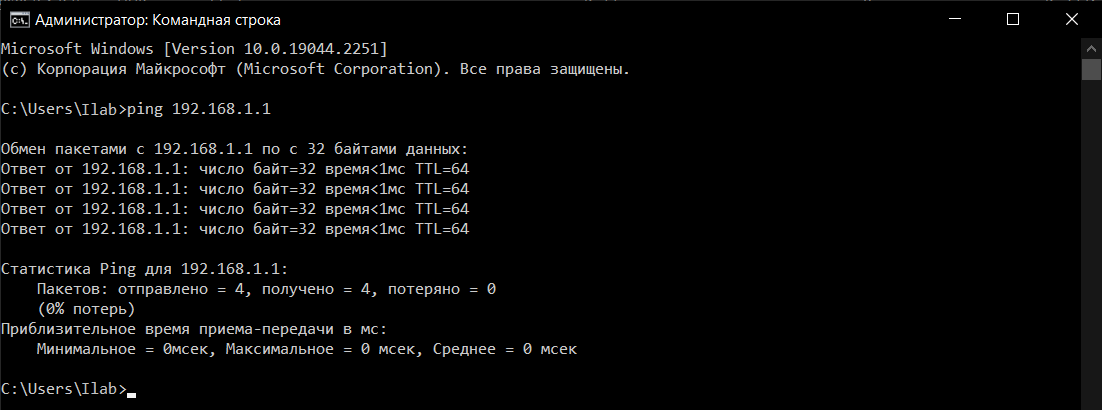 Администратор: Командная строка
Microsoft Windows [Version 10.0.19044.2251]
(c) Корпорация Майкрософт (Microsoft Corporation). Все права защищены.
C:\Users\Ilab>ping 192.168.1.1
Обмен пакетами с 192.168.1.1 по с 32 байтами данных:
Ответ от 192.168.1.1: число байт=32 время<1мс TTL=64
Ответ от 192.168.1.1: число байт=32 время<1мс TTL=64
Ответ от 192.168.1.1: число байт=32 время<1мс TTL=64
Ответ от 192.168.1.1: число байт=32 время<1мс TTL=64
Статистика Ping для 192.168.1.1:
Пакетов: отправлено = 4, получено = 4, потеряно = 0
(0% потерь)
Приблизительное время приема-передачи в мс:
Минимальное = 0мсек, Максимальное = 0 мсек, Среднее = 0 мсек
C:\Users\Ilab>